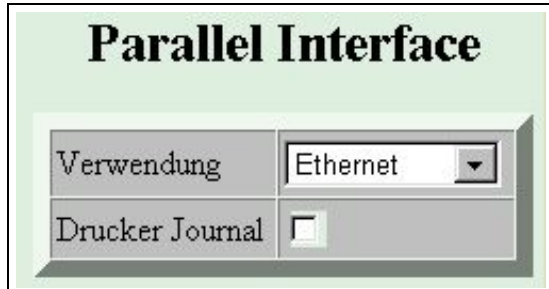 Parallel Interface
Verwendung Ethernet
Drucker Journal